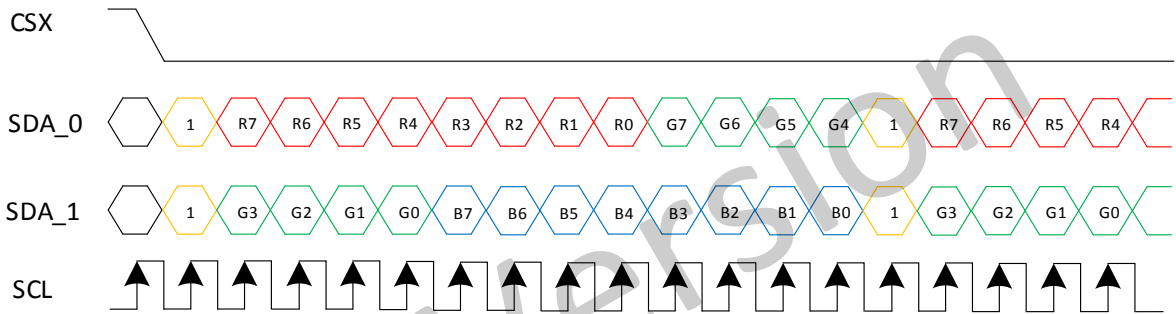 CSX
SDA_0 1 R7 R6 R5 R4 R3 R2 R1 R0 G7 G6 G5 G4 1 R7 R6 R5 R4
SDA_1 1 G3 G2 G1 G0 B7 B6 B5 B4 B3 B2 B1 B0 1 G3 G2 G1 G0
SCL